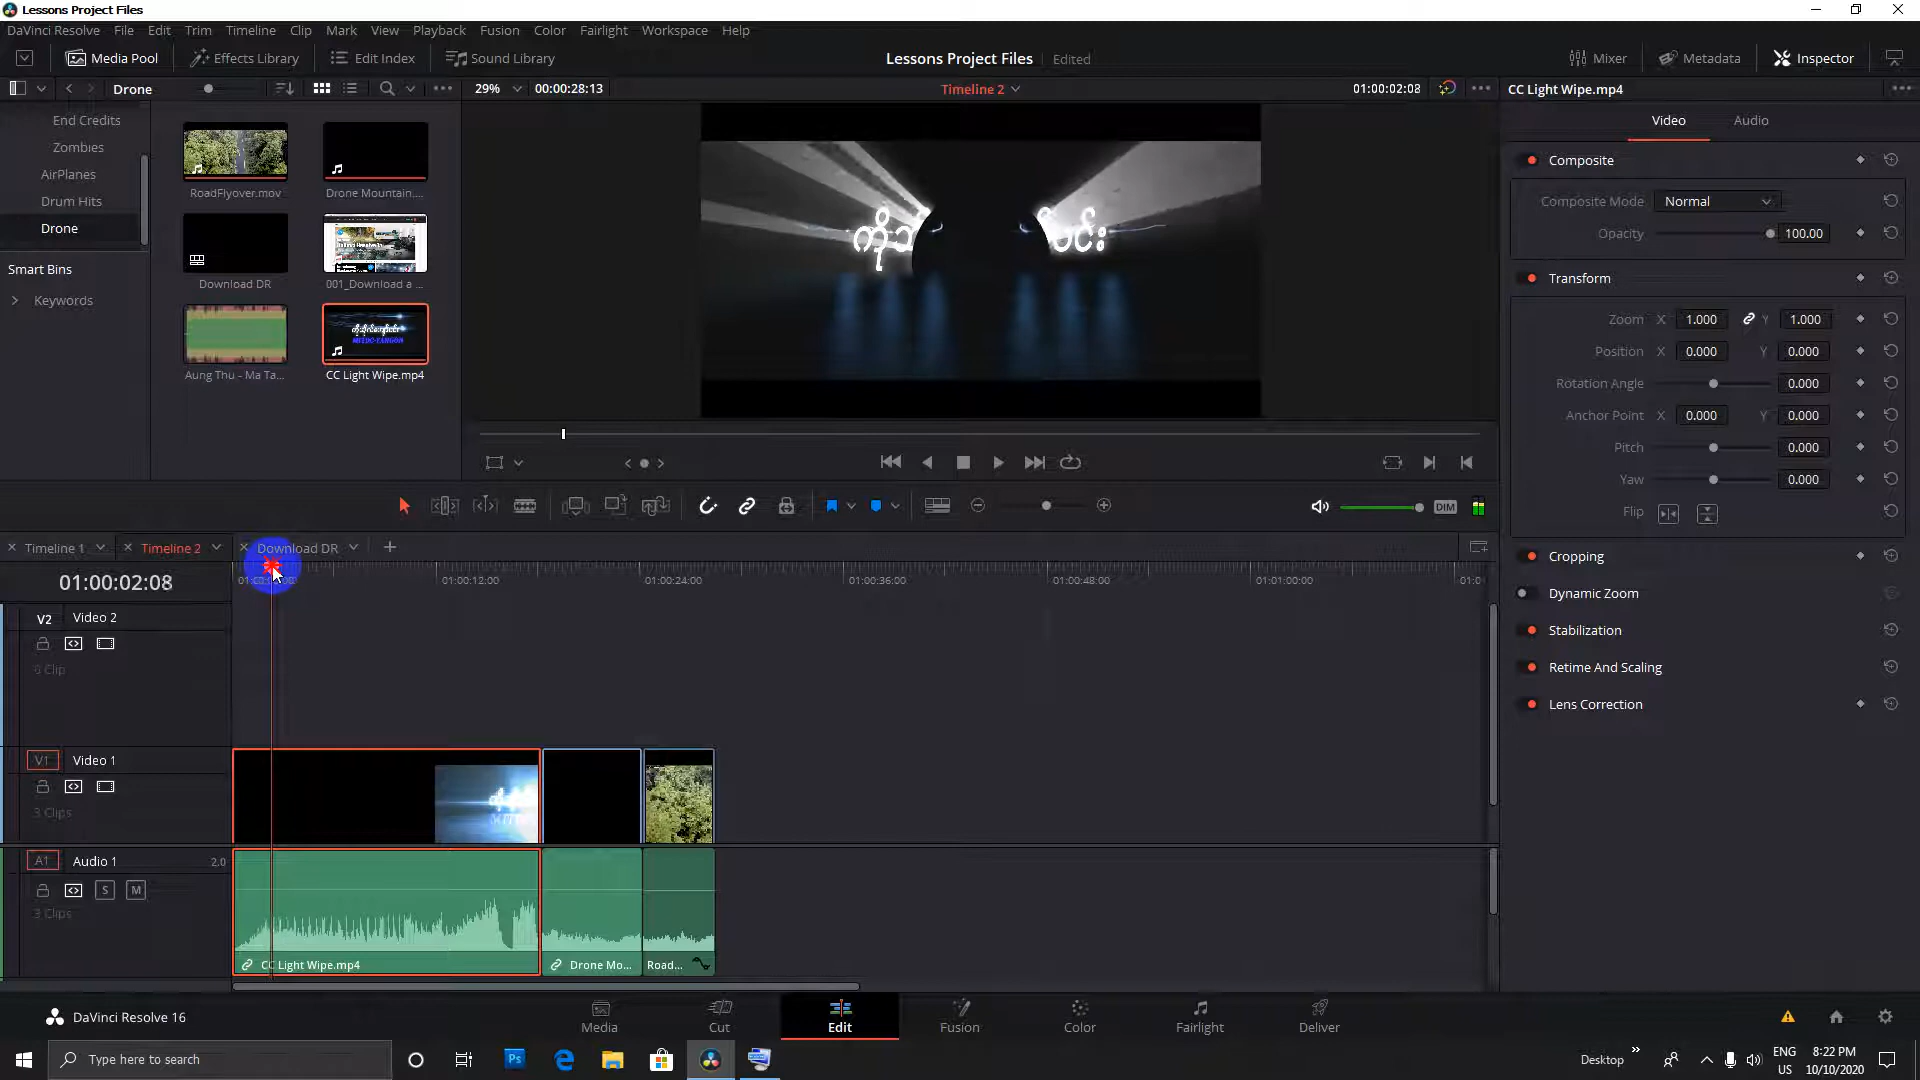 Lessons Project Files
DaVinci Resolve File Edit Trim Timeline Clip Mark View Playback Fusion Color Fairlight Workspace Help
Media Pool Effects Library Edit Index Sound Library Lessons Project Files Edited Mixer Metadata Inspector
Drone 29% 00:00:28:13 Timeline 2 01:00:02:08 CC Light Wipe.mp4
End Credits
Zombies
AirPlanes
Drum Hits
Drone
Smart Bins
Keywords
RoadFlyover.mov Drone Mountain....
Download DR 001_Download a ...
Aung Thu - Ma Ta... CC Light Wipe.mp4
Video Audio
Composite
Composite Mode Normal
Opacity 100.00
Transform
Zoom X 1.000 Y 1.000
Position X 0.000 Y 0.000
Rotation Angle 0.000
Anchor Point X 0.000 Y 0.000
Pitch 0.000
Yaw 0.000
Flip
Cropping
Dynamic Zoom
Stabilization
Retime And Scaling
Lens Correction
DIM
Timeline 1 Timeline 2 Download DR
01:00:02:08 01:00:12:00 01:00:24:00 01:00:36:00 01:00:48:00 01:01:00:00 01:0
V2 Video 2
0 Clip
V1 Video 1
3 Clips
A1 Audio 1 2.0
S M
3 Clips
CC Light Wipe.mp4 Drone Mo... Road...
DaVinci Resolve 16 Media Cut Edit Fusion Color Fairlight Deliver
Type here to search Desktop ENG US 8:22 PM 10/10/2020